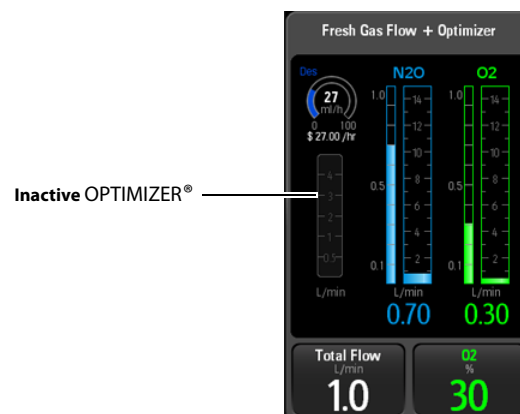 Fresh Gas Flow + Optimizer
Des N2O O2
27
ml/h
0 100
$ 27.00 /hr
1.0 14 1.0 14
12 12
10 10
8 8
0.5 0.5
6 6
4 4
2 2
0.1 0.1
4
3
2
1
0.5
Inactive OPTIMIZER®
L/min L/min L/min
0.70 0.30
Total Flow
L/min
1.0
O2
%
30